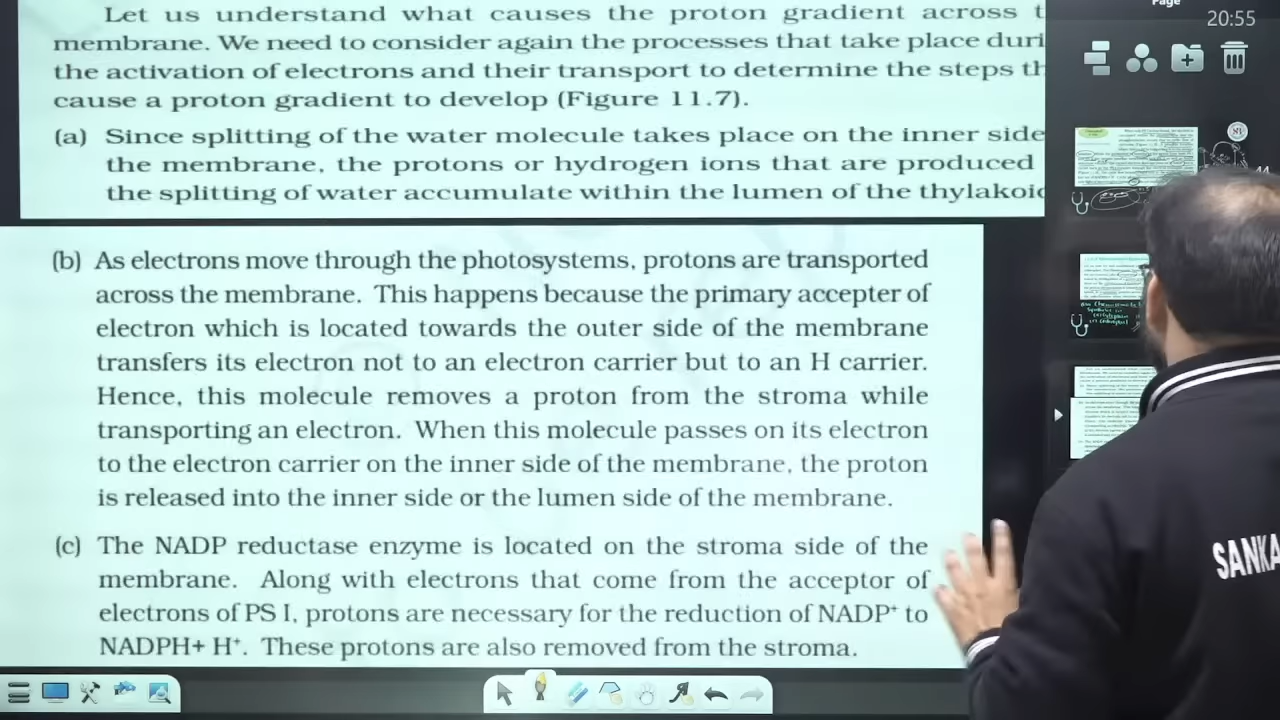 Let us understand what causes the proton gradient across
membrane. We need to consider again the processes that take place duri
the activation of electrons and their transport to determine the steps th
cause a proton gradient to develop (Figure 11.7).
(a) Since splitting of the water molecule takes place on the inner side
the membrane, the protons or hydrogen ions that are produced
the splitting of water accumulate within the lumen of the thylakoid
(b) As electrons move through the photosystems, protons are transported
across the membrane. This happens because the primary accepter of
electron which is located towards the outer side of the membrane
transfers its electron not to an electron carrier but to an H carrier.
Hence, this molecule removes a proton from the stroma while
transporting an electron. When this molecule passes on its electron
to the electron carrier on the inner side of the membrane, the proton
is released into the inner side or the lumen side of the membrane.
(c) The NADP reductase enzyme is located on the stroma side of the
membrane. Along with electrons that come from the acceptor of
electrons of PS I, protons are necessary for the reduction of NADP⁺ to
NADPH+ H⁺. These protons are also removed from the stroma.
Page
20:55
SANKA